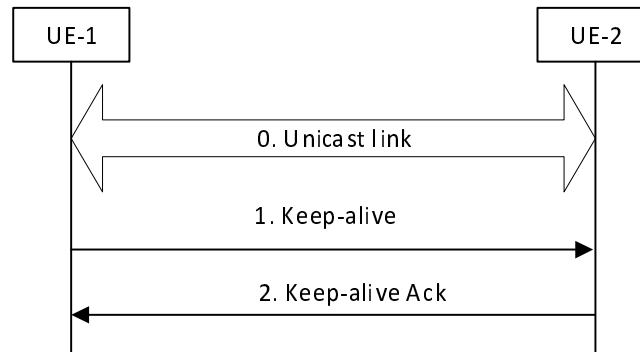 UE-1
UE-2
0. Unicast link
1. Keep-alive
2. Keep-alive Ack